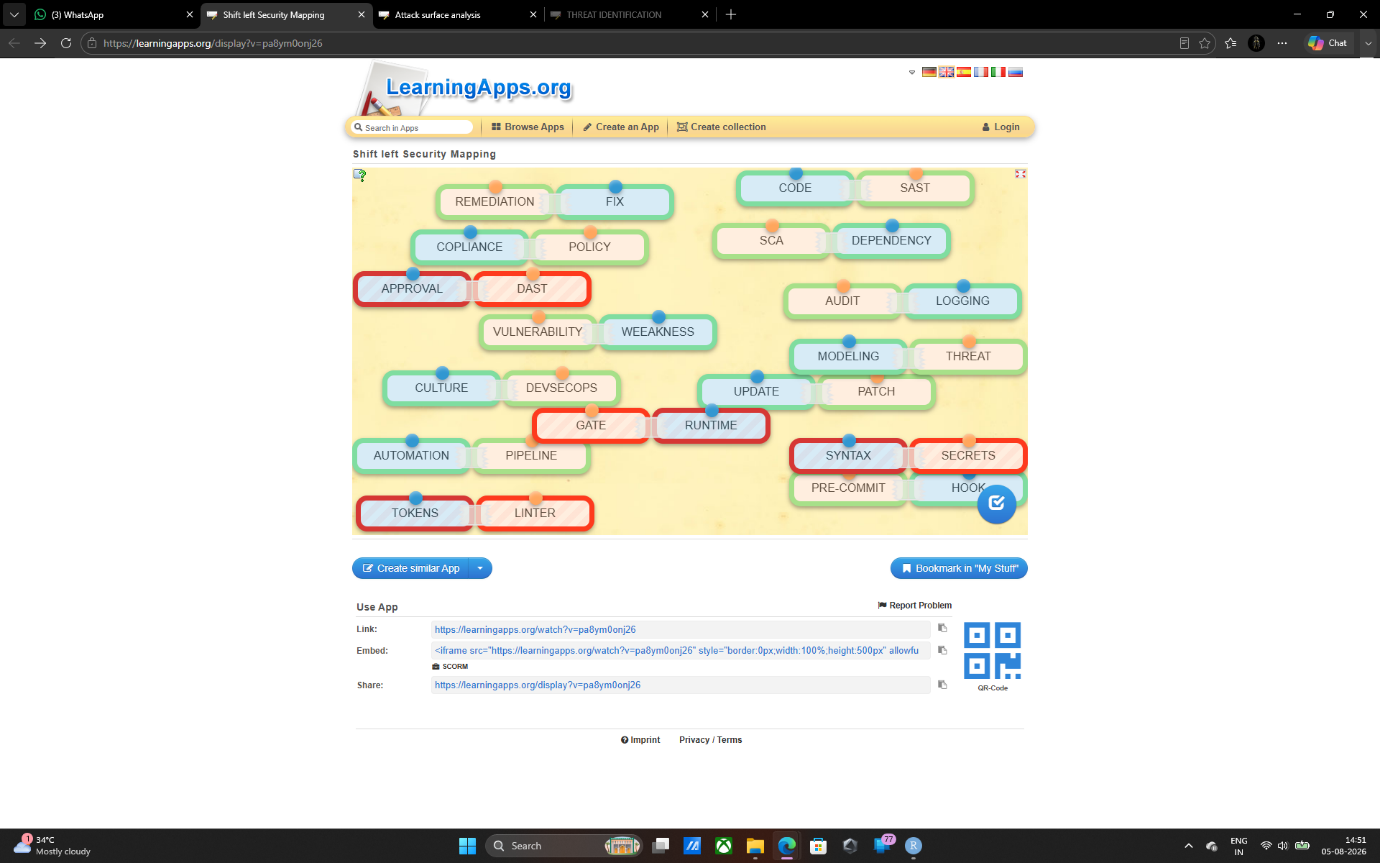 (3) WhatsApp
Shift left Security Mapping
Attack surface analysis
THREAT IDENTIFICATION
https://learningapps.org/display?v=pa8ym0onj26
Chat
LearningApps.org
Search in Apps
Browse Apps
Create an App
Create collection
Login
Shift left Security Mapping
REMEDIATION FIX
CODE SAST
COPLIANCE POLICY
SCA DEPENDENCY
APPROVAL DAST
AUDIT LOGGING
VULNERABILITY WEEAKNESS
MODELING THREAT
CULTURE DEVSECOPS
UPDATE PATCH
GATE RUNTIME
AUTOMATION PIPELINE
SYNTAX SECRETS
PRE-COMMIT HOOK
TOKENS LINTER
Create similar App
Bookmark in "My Stuff"
Use App
Report Problem
Link: https://learningapps.org/watch?v=pa8ym0onj26
Embed: <iframe src="https://learningapps.org/watch?v=pa8ym0onj26" style="border:0px;width:100%;height:500px" allowfu
SCORM
Share: https://learningapps.org/display?v=pa8ym0onj26
QR-Code
Imprint Privacy / Terms
1
34°C
Mostly cloudy
Search
77
R
ENG
IN
14:51
05-08-2026